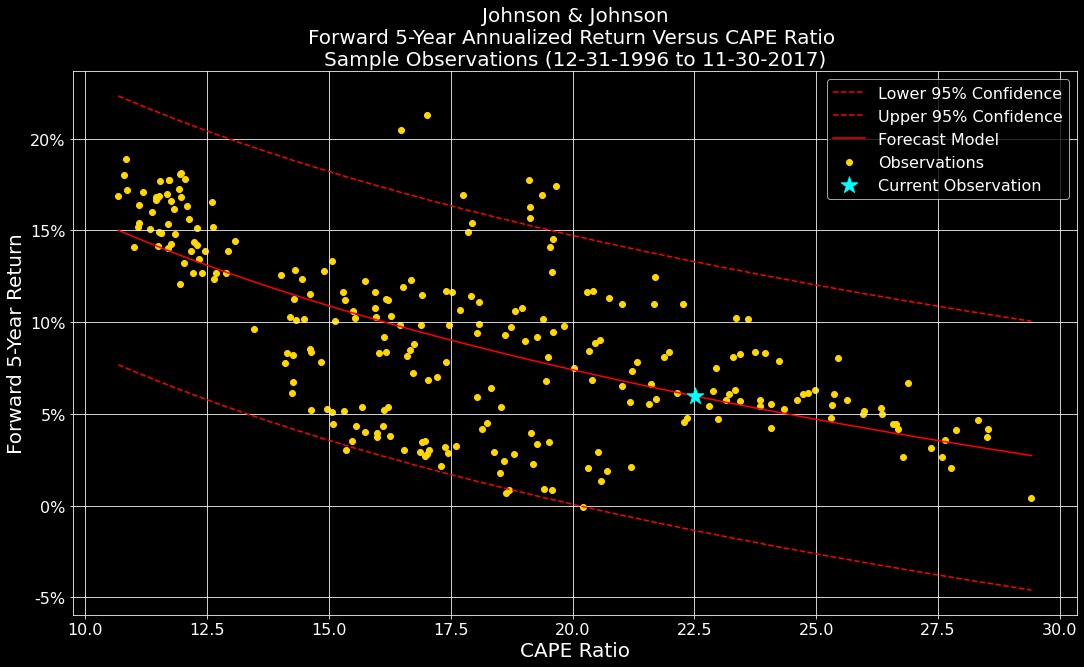 Johnson & Johnson
Forward 5-Year Annualized Return Versus CAPE Ratio
Sample Observations (12-31-1996 to 11-30-2017)
Lower 95% Confidence
Upper 95% Confidence
Forecast Model
Observations
Current Observation
Forward 5-Year Return
20%
15%
10%
5%
0%
-5%
10.0 12.5 15.0 17.5 20.0 22.5 25.0 27.5 30.0
CAPE Ratio